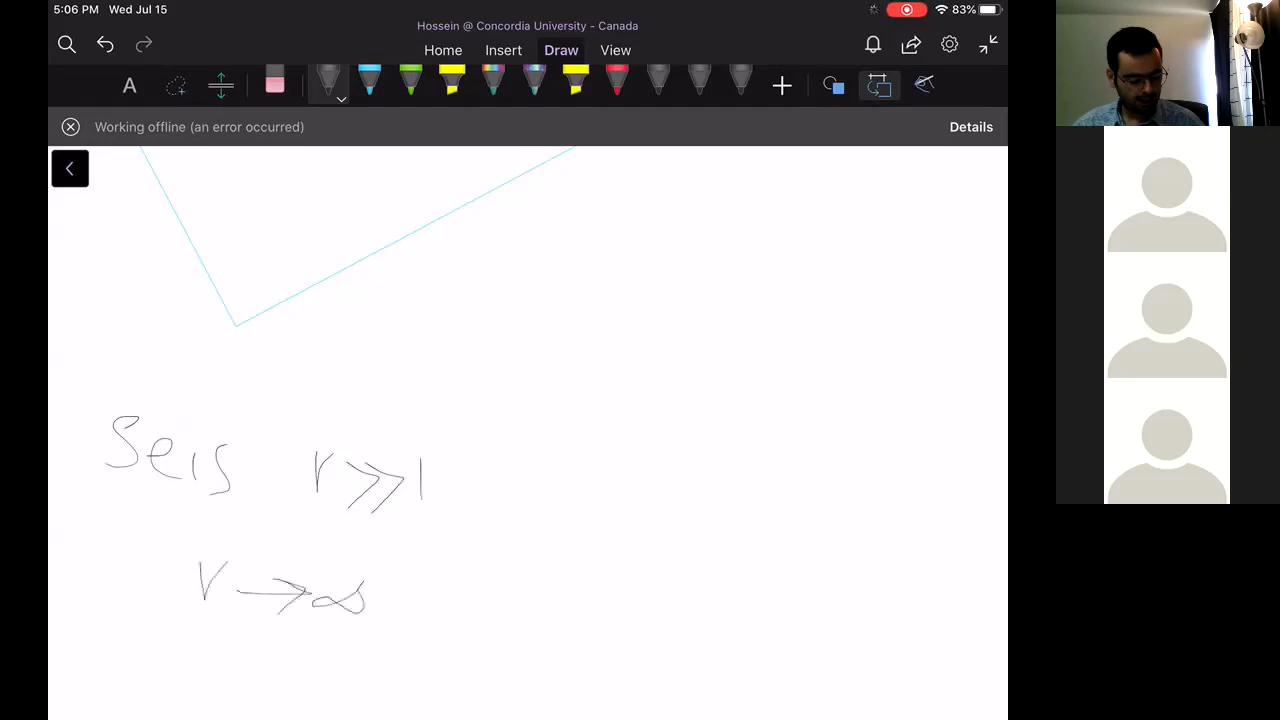 5:06 PM Wed Jul 15
83%
Hossein @ Concordia University - Canada
Home Insert Draw View
A
Working offline (an error occurred)
Details
Seis r >> 1
r → ∞